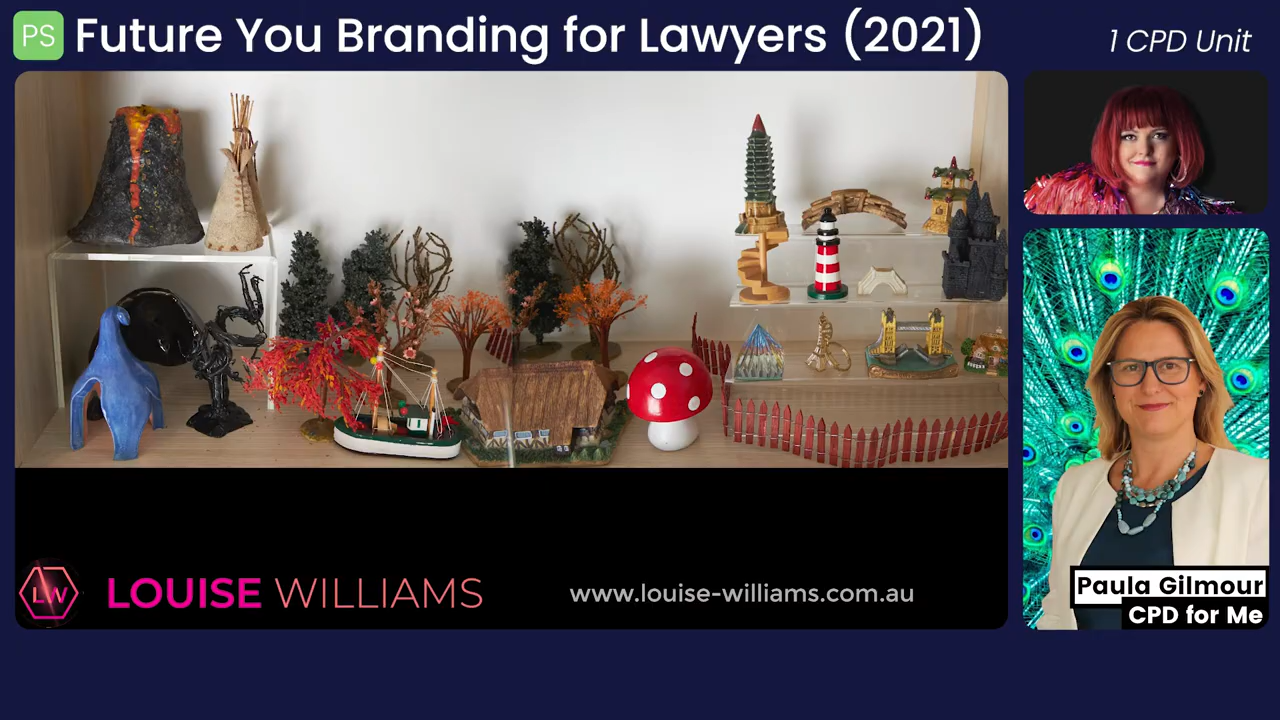 PS Future You Branding for Lawyers (2021)
1 CPD Unit
LW LOUISE WILLIAMS
www.louise-williams.com.au
Paula Gilmour
CPD for Me